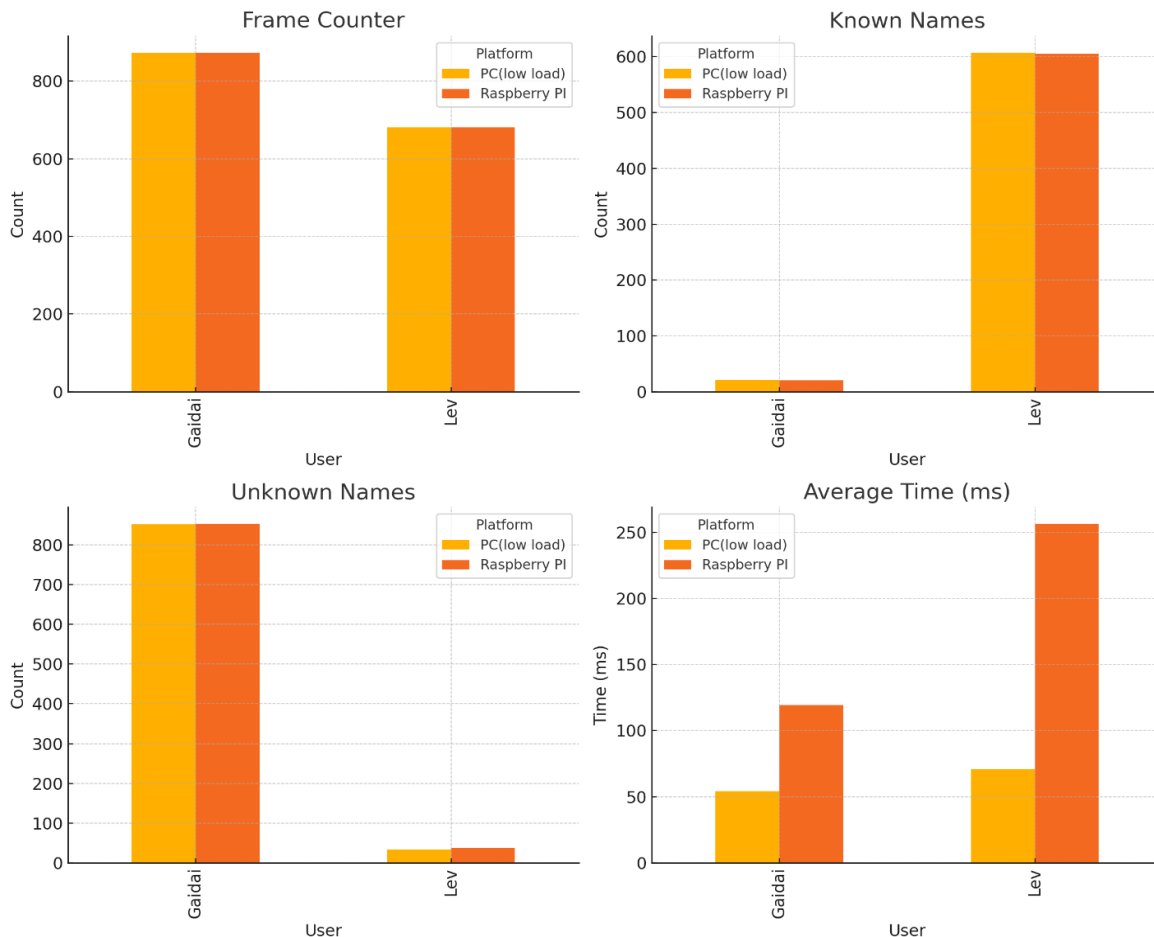 Frame Counter
Count
800
600
400
200
0
Platform
PC(low load)
Raspberry PI
Gaidai
Lev
User
Known Names
Count
600
500
400
300
200
100
0
Platform
PC(low load)
Raspberry PI
Gaidai
Lev
User
Unknown Names
Count
800
700
600
500
400
300
200
100
0
Platform
PC(low load)
Raspberry PI
Gaidai
Lev
User
Average Time (ms)
Time (ms)
250
200
150
100
50
0
Platform
PC(low load)
Raspberry PI
Gaidai
Lev
User